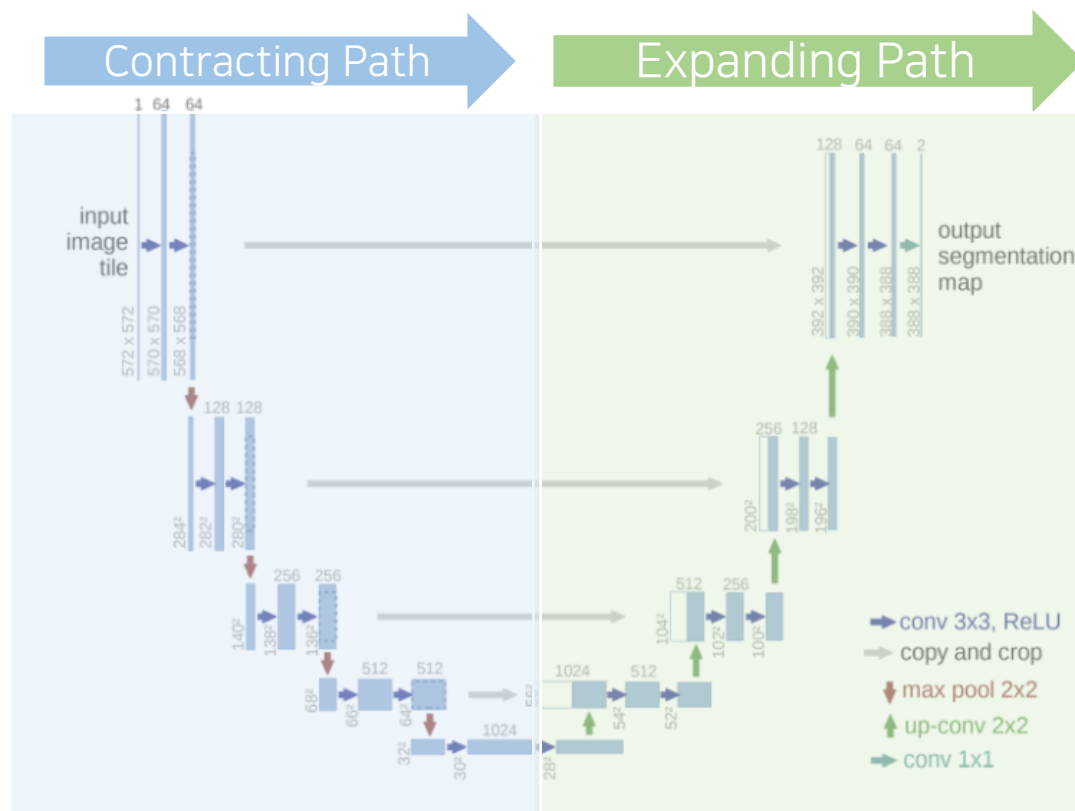 Contracting Path
Expanding Path
1 64 64
input
image
tile
572 x 572
570 x 570
568 x 568
128 64 64 2
output
segmentation
map
392 x 392
390 x 390
388 x 388
388 x 388
128 128
284²
282²
280²
256 128
200²
198²
196²
256 256
140²
138²
136²
512 256
104²
102²
100²
512 512
68²
66²
64²
1024 512
54²
52²
1024
32²
30²
28²
conv 3x3, ReLU
copy and crop
max pool 2x2
up-conv 2x2
conv 1x1